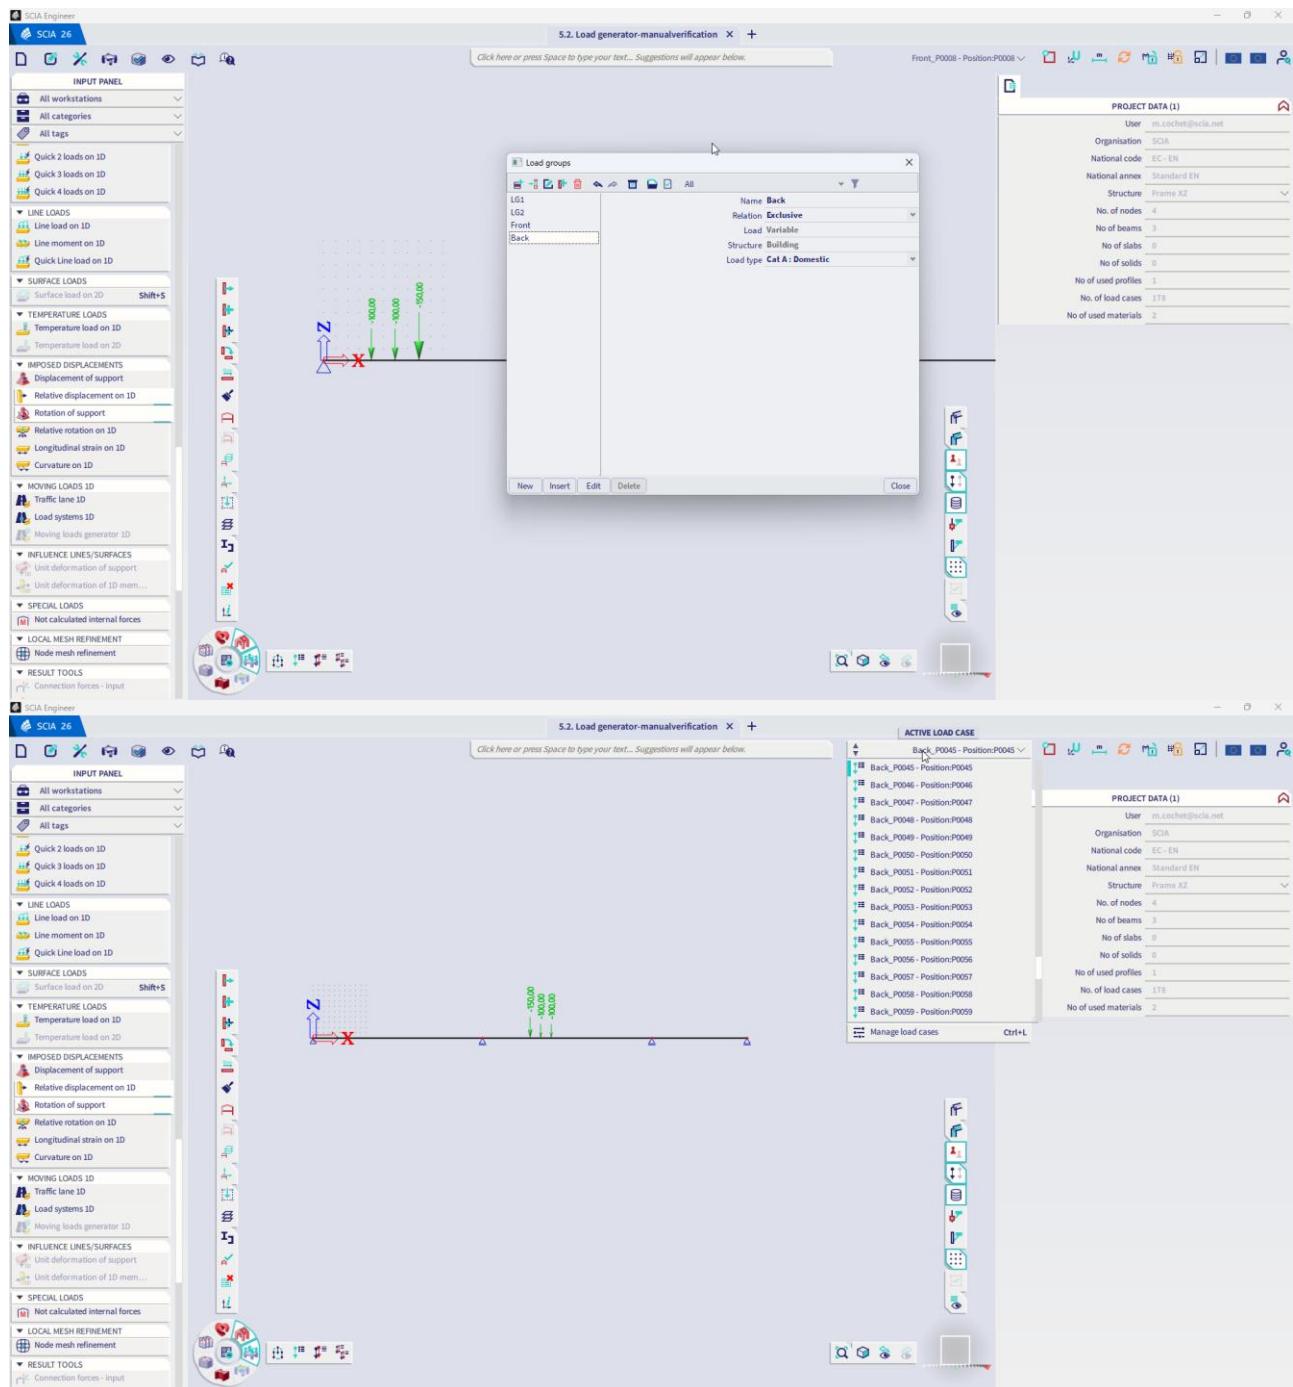 SCIA Engineer
SCIA 26
5.2. Load generator-manualverification X +
Click here or press Space to type your text... Suggestions will appear below.
Front_P0008 - Position:P0008
INPUT PANEL
All workstations
All categories
All tags
Quick 2 loads on 1D
Quick 3 loads on 1D
Quick 4 loads on 1D
LINE LOADS
Line load on 1D
Line moment on 1D
Quick Line load on 1D
SURFACE LOADS
Surface load on 2D Shift+S
TEMPERATURE LOADS
Temperature load on 1D
Temperature load on 2D
IMPOSED DISPLACEMENTS
Displacement of support
Relative displacement on 1D
Rotation of support
Relative rotation on 1D
Longitudinal strain on 1D
Curvature on 1D
MOVING LOADS 1D
Traffic lane 1D
Load systems 1D
Moving loads generator 1D
INFLUENCE LINES/SURFACES
Unit deformation of support
Unit deformation of 1D mem...
SPECIAL LOADS
Not calculated internal forces
LOCAL MESH REFINEMENT
Node mesh refinement
RESULT TOOLS
Connection forces - input
-100,00
-100,00
-150,00
Z
X
Load groups
All
LG1
LG2
Front
Back
Name Back
Relation Exclusive
Load Variable
Structure Building
Load type Cat A : Domestic
New Insert Edit Delete Close
PROJECT DATA (1)
User m.cochet@scia.net
Organisation SCIA
National code EC - EN
National annex Standard EN
Structure Frame XZ
No. of nodes 4
No of beams 3
No of slabs 0
No of solids 0
No of used profiles 1
No. of load cases 178
No of used materials 2
SCIA Engineer
SCIA 26
5.2. Load generator-manualverification X +
Click here or press Space to type your text... Suggestions will appear below.
ACTIVE LOAD CASE
Back_P0045 - Position:P0045
Back_P0045 - Position:P0045
Back_P0046 - Position:P0046
Back_P0047 - Position:P0047
Back_P0048 - Position:P0048
Back_P0049 - Position:P0049
Back_P0050 - Position:P0050
Back_P0051 - Position:P0051
Back_P0052 - Position:P0052
Back_P0053 - Position:P0053
Back_P0054 - Position:P0054
Back_P0055 - Position:P0055
Back_P0056 - Position:P0056
Back_P0057 - Position:P0057
Back_P0058 - Position:P0058
Back_P0059 - Position:P0059
Manage load cases Ctrl+L
INPUT PANEL
All workstations
All categories
All tags
Quick 2 loads on 1D
Quick 3 loads on 1D
Quick 4 loads on 1D
LINE LOADS
Line load on 1D
Line moment on 1D
Quick Line load on 1D
SURFACE LOADS
Surface load on 2D Shift+S
TEMPERATURE LOADS
Temperature load on 1D
Temperature load on 2D
IMPOSED DISPLACEMENTS
Displacement of support
Relative displacement on 1D
Rotation of support
Relative rotation on 1D
Longitudinal strain on 1D
Curvature on 1D
MOVING LOADS 1D
Traffic lane 1D
Load systems 1D
Moving loads generator 1D
INFLUENCE LINES/SURFACES
Unit deformation of support
Unit deformation of 1D mem...
SPECIAL LOADS
Not calculated internal forces
LOCAL MESH REFINEMENT
Node mesh refinement
RESULT TOOLS
Connection forces - input
-150,00
-100,00
-100,00
Z
X
PROJECT DATA (1)
User m.cochet@scia.net
Organisation SCIA
National code EC - EN
National annex Standard EN
Structure Frame XZ
No. of nodes 4
No of beams 3
No of slabs 0
No of solids 0
No of used profiles 1
No. of load cases 178
No of used materials 2